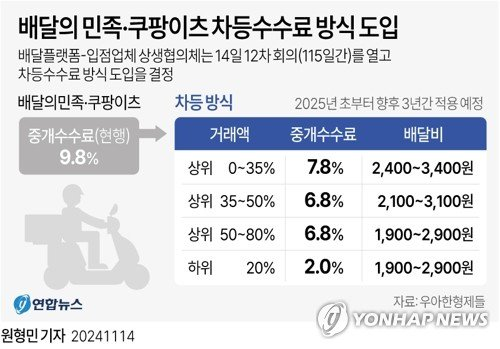 배달의 민족·쿠팡이츠 차등수수료 방식 도입
배달플랫폼-입점업체 상생협의체는 14일 12차 회의(115일간)를 열고
차등수수료 방식 도입을 결정
배달의민족·쿠팡이츠
중개수수료(현행)
9.8%
차등 방식 2025년 초부터 향후 3년간 적용 예정
거래액 중개수수료 배달비
상위 0~35% 7.8% 2,400~3,400원
상위 35~50% 6.8% 2,100~3,100원
상위 50~80% 6.8% 1,900~2,900원
하위 20% 2.0% 1,900~2,900원
연합뉴스
자료: 우아한형제들
YONHAP NEWS
원형민 기자 20241114